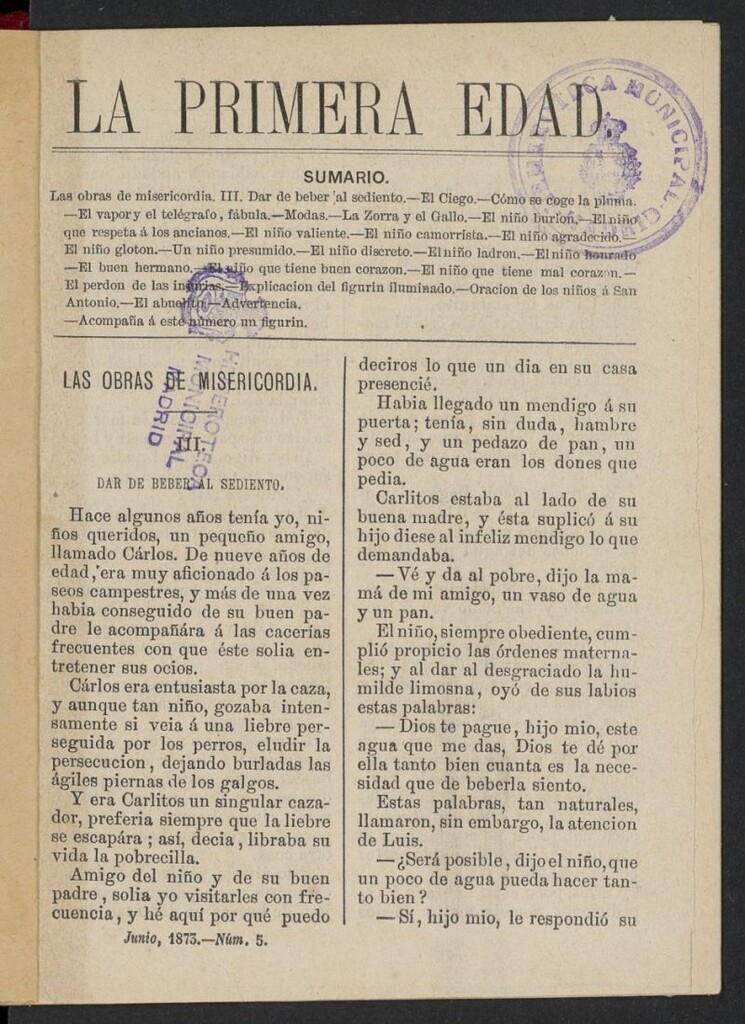 LA PRIMERA EDAD.
SUMARIO.
Las obras de misericordia. III. Dar de beber al sediento.—El Ciego.—Cómo se coge la pluma.
—El vapor y el telégrafo, fábula.—Modas.—La Zorra y el Gallo.—El niño burlon.—El niño
que respeta á los ancianos.—El niño valiente.—El niño camorrista.—El niño agradecido.—
El niño gloton.—Un niño presumido.—El niño discreto.—El niño ladron.—El niño honrado
—El buen hermano.—El niño que tiene buen corazon.—El niño que tiene mal corazon.—
El perdon de las injurias.—Explicacion del figurin iluminado.—Oracion de los niños á San
Antonio.—El abuelito.—Advertencia.
—Acompaña á este número un figurin.
LAS OBRAS DE MISERICORDIA.
III.
DAR DE BEBER AL SEDIENTO.
Hace algunos años tenía yo, ni-
ños queridos, un pequeño amigo,
llamado Cárlos. De nueve años de
edad, era muy aficionado á los pa-
seos campestres, y más de una vez
habia conseguido de su buen pa-
dre le acompañára á las cacerías
frecuentes con que éste solia en-
tretener sus ocios.
Cárlos era entusiasta por la caza,
y aunque tan niño, gozaba inten-
samente si veia á una liebre per-
seguida por los perros, eludir la
persecucion, dejando burladas las
ágiles piernas de los galgos.
Y era Carlitos un singular caza-
dor, preferia siempre que la liebre
se escapára; así, decia, libraba su
vida la pobrecilla.
Amigo del niño y de su buen
padre, solia yo visitarles con fre-
cuencia, y hé aquí por qué puedo
Junio, 1873.—Núm. 5.
deciros lo que un dia en su casa
presencié.
Habia llegado un mendigo á su
puerta; tenía, sin duda, hambre
y sed, y un pedazo de pan, un
poco de agua eran los dones que
pedia.
Carlitos estaba al lado de su
buena madre, y ésta suplicó á su
hijo diese al infeliz mendigo lo que
demandaba.
—Vé y da al pobre, dijo la ma-
má de mi amigo, un vaso de agua
y un pan.
El niño, siempre obediente, cum-
plió propicio las órdenes materna-
les; y al dar al desgraciado la hu-
milde limosna, oyó de sus labios
estas palabras:
—Dios te pague, hijo mio, este
agua que me das, Dios te dé por
ella tanto bien cuanta es la nece-
sidad que de beberla siento.
Estas palabras, tan naturales,
llamaron, sin embargo, la atencion
de Luis.
—¿Será posible, dijo el niño, que
un poco de agua pueda hacer tan-
to bien?
—Sí, hijo mio, le respondió su
HEMEROTECA
MUNICIPAL
MADRID
MUNICIPAL